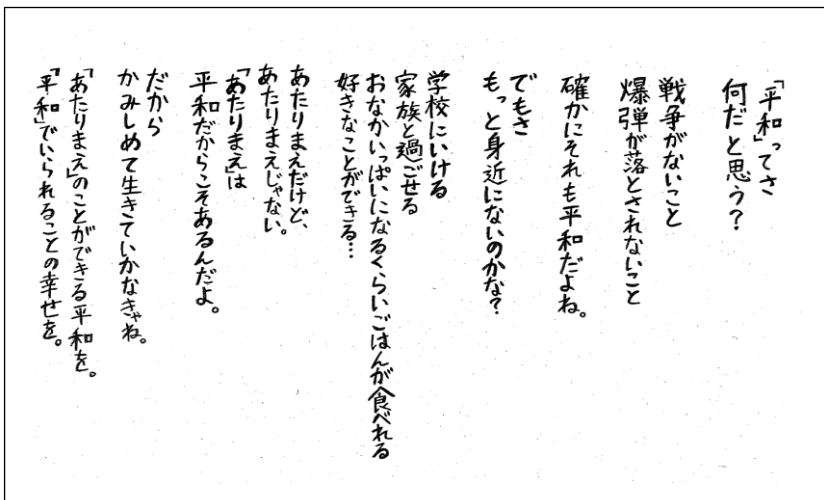 「平和」ってさ
何だと思う？
戦争がないこと
爆弾が落とされないこと
確かにそれも平和だよね。
でもさ
もっと身近にないのかな？
学校にいける
家族と過ごせる
おなかいっぱいになるくらいごはんが食べれる
好きなことができる…
あたりまえだけど、
あたりまえじゃない。
「あたりまえ」は
平和だからこそあるんだよ。
だから
かみしめて生きていかなきゃね。
「あたりまえ」のことができる平和を。
『平和でいられることの幸せを。